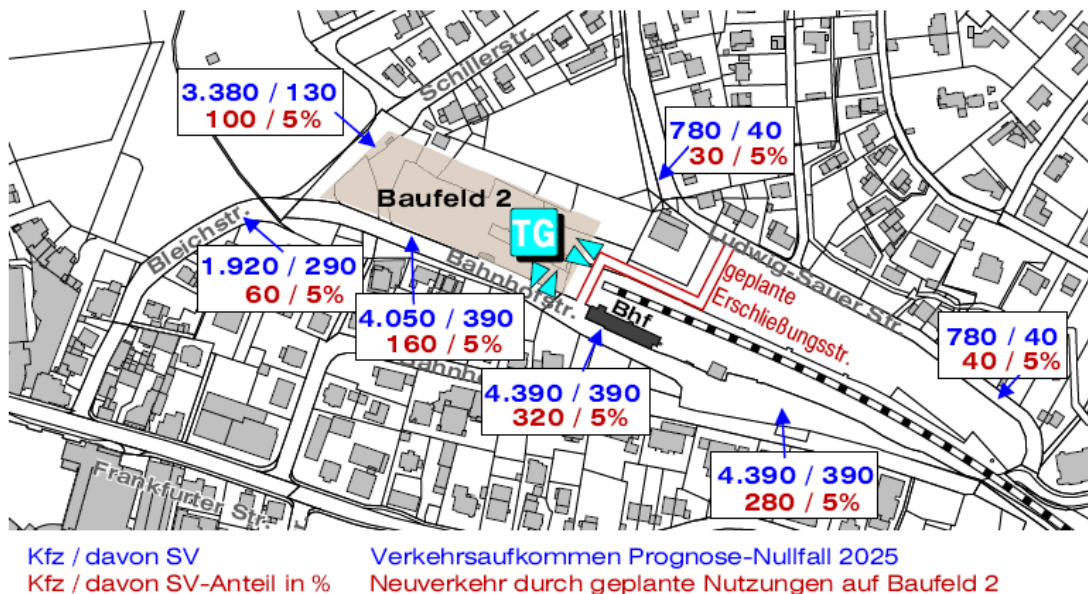 Schillerstr.
3.380 / 130
100 / 5%
780 / 40
30 / 5%
Baufeld 2
TG
Bleichstr.
1.920 / 290
60 / 5%
Bahnhofstr.
4.050 / 390
160 / 5%
Ludwig-Sauer Str.
geplante
Erschließungsstr.
Bhf
780 / 40
40 / 5%
4.390 / 390
320 / 5%
4.390 / 390
280 / 5%
Frankfurter Str.
Kfz / davon SV
Verkehrsaufkommen Prognose-Nullfall 2025
Kfz / davon SV-Anteil in %
Neuverkehr durch geplante Nutzungen auf Baufeld 2